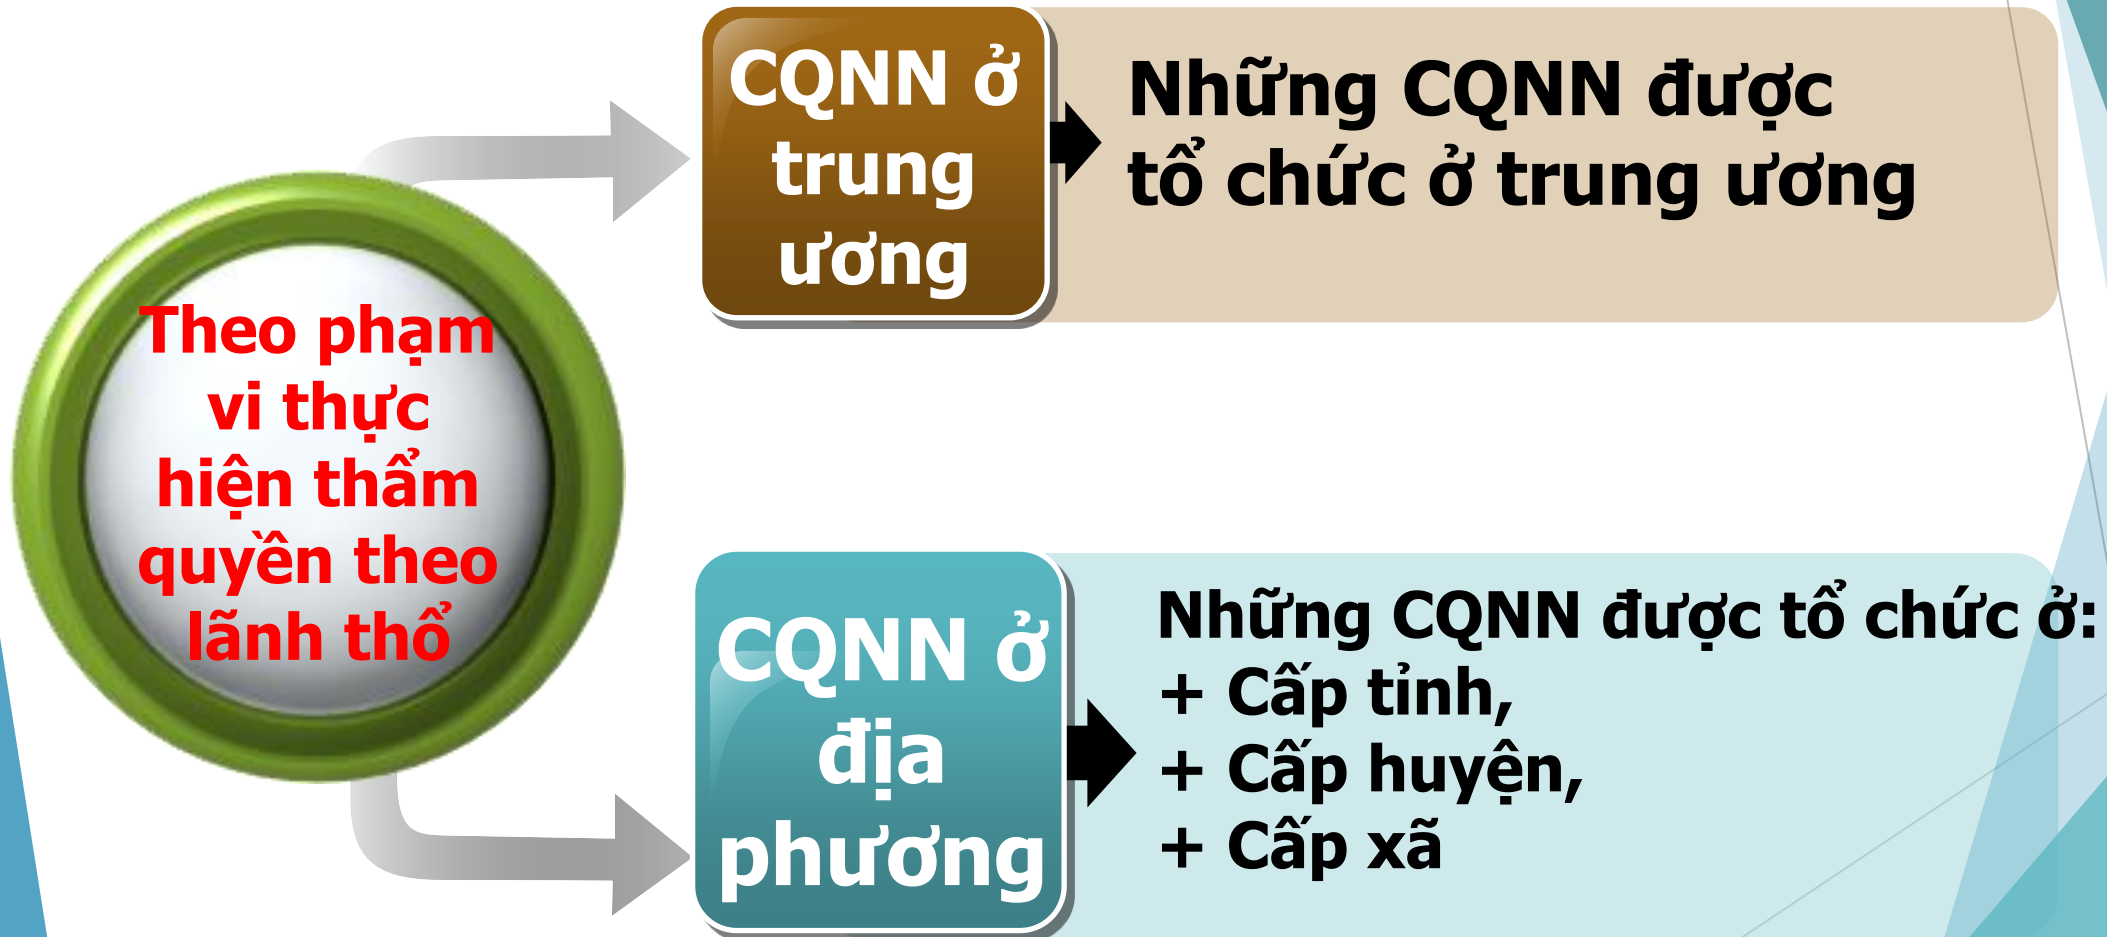 Theo phạm
vi thực
hiện thẩm
quyền theo
lãnh thổ
CQNN ở
trung
ương
Những CQNN được
tổ chức ở trung ương
CQNN ở
địa
phương
Những CQNN được tổ chức ở:
+ Cấp tỉnh,
+ Cấp huyện,
+ Cấp xã